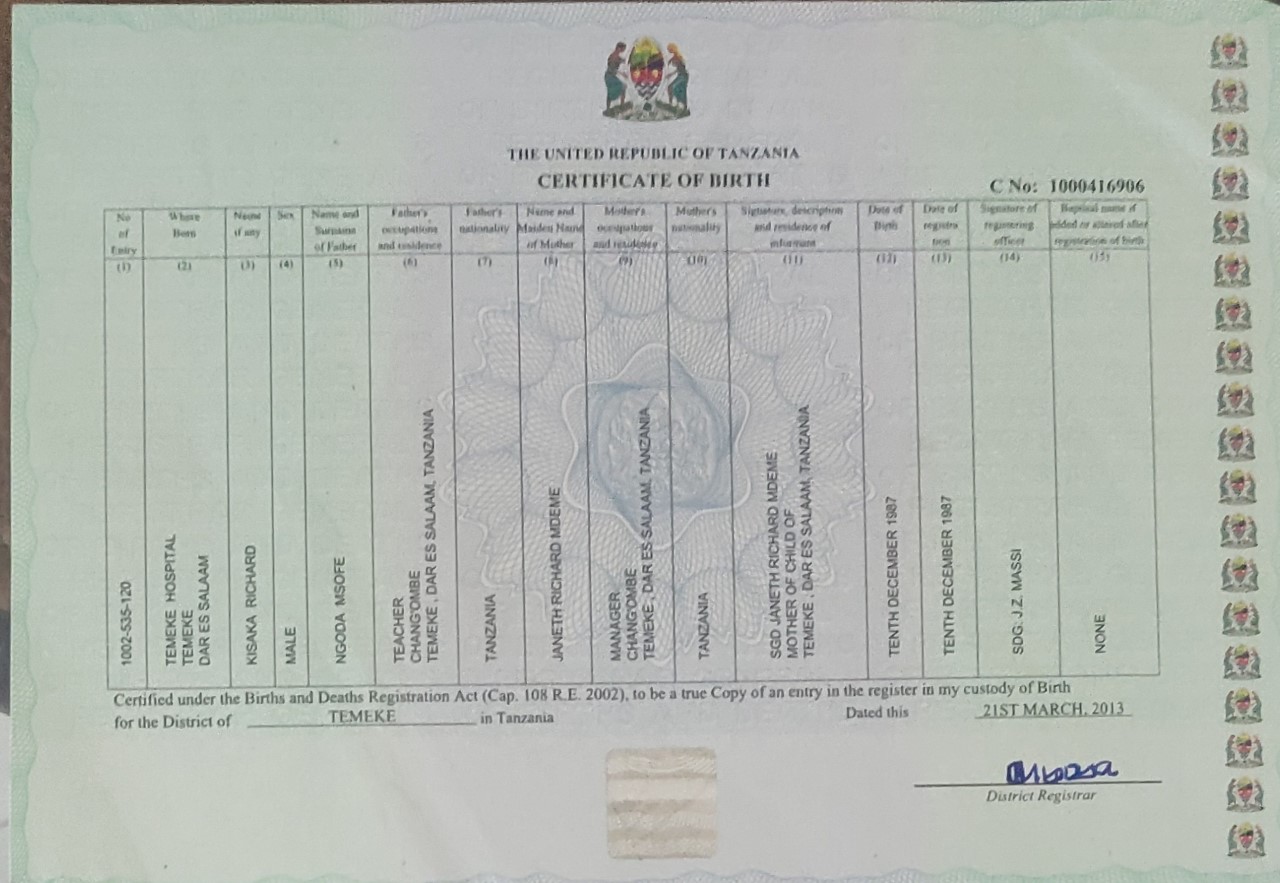 THE UNITED REPUBLIC OF TANZANIA
CERTIFICATE OF BIRTH
C No: 1000416906
No of Entry
Where Born
Name if any
Sex
Name and Surname of Father
Father's occupations and residence
Father's nationality
Name and Maiden Name of Mother
Mother's occupations and residence
Mother's nationality
Signature, description and residence of informant
Date of Birth
Date of registra tion
Signature of registering officer
Baptical name if added or altered after registration of birth
(1) (2) (3) (4) (5) (6) (7) (8) (9) (10) (11) (12) (13) (14) (15)
1002-535-120
TEMEKE HOSPITAL
TEMEKE
DAR ES SALAAM
KISAKA RICHARD
MALE
NGODA MSOFE
TEACHER
CHANG'OMBE
TEMEKE , DAR ES SALAAM, TANZANIA
TANZANIA
JANETH RICHARD MDEME
MANAGER
CHANG'OMBE
TEMEKE , DAR ES SALAAM, TANZANIA
TANZANIA
SGD JANETH RICHARD MDEME
MOTHER OF CHILD OF
TEMEKE , DAR ES SALAAM, TANZANIA
TENTH DECEMBER 1987
TENTH DECEMBER 1987
SDG: J.Z. MASSI
NONE
Certified under the Births and Deaths Registration Act (Cap. 108 R.E. 2002), to be a true Copy of an entry in the register in my custody of Birth
for the District of TEMEKE in Tanzania Dated this 21ST MARCH, 2013
District Registrar